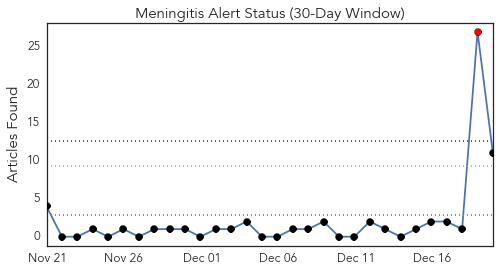 Meningitis Alert Status (30-Day Window)
Articles Found
25
20
15
10
5
0
Nov 21 Nov 26 Dec 01 Dec 06 Dec 11 Dec 16